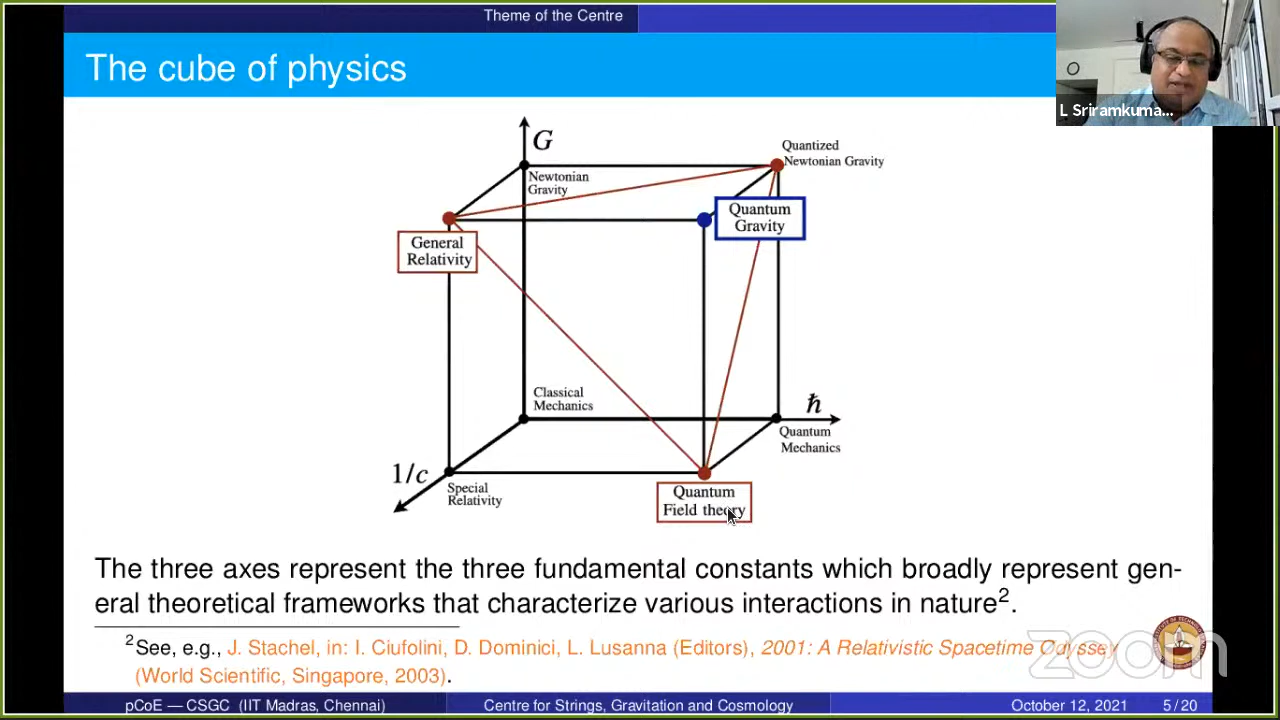 Theme of the Centre
The cube of physics
L Sriramkuma...
G
Quantized
Newtonian Gravity
Newtonian
Gravity
Quantum
Gravity
General
Relativity
Classical
Mechanics
ħ
Quantum
Mechanics
1/c
Special
Relativity
Quantum
Field theory
The three axes represent the three fundamental constants which broadly represent gen-
eral theoretical frameworks that characterize various interactions in nature².
²See, e.g., J. Stachel, in: I. Ciufolini, D. Dominici, L. Lusanna (Editors), 2001: A Relativistic Spacetime Odyssey
(World Scientific, Singapore, 2003).
zoom
pCoE — CSGC (IIT Madras, Chennai) Centre for Strings, Gravitation and Cosmology October 12, 2021 5 / 20